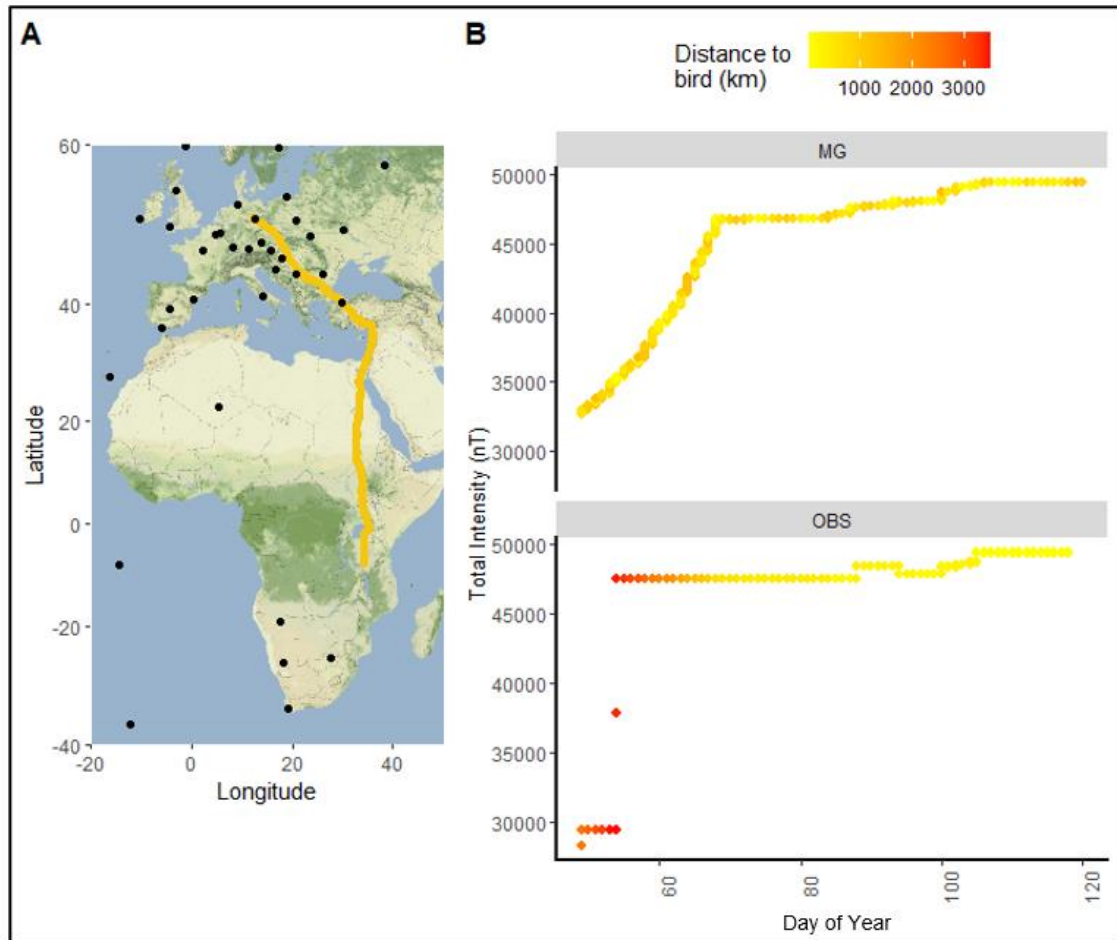 A
B
Distance to
bird (km)
1000 2000 3000
60
40
20
0
-20
-40
Latitude
-20 0 20 40
Longitude
MG
50000
45000
40000
35000
30000
Total Intensity (nT)
OBS
50000
45000
40000
35000
30000
60 80 100 120
Day of Year